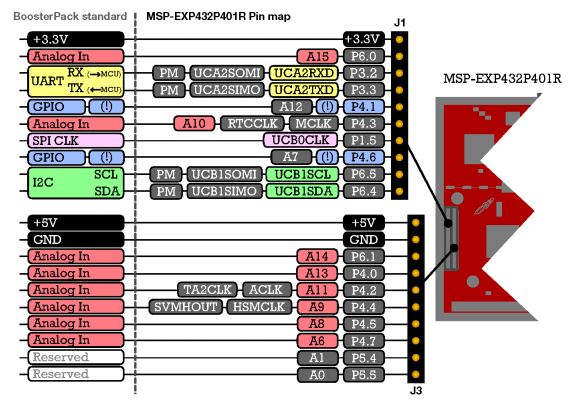 BoosterPack standard MSP-EXP432P401R Pin map
J1
+3.3V +3.3V
Analog In A15 P6.0
UART RX (→MCU) PM UCA2SOMI UCA2RXD P3.2
TX (←MCU) PM UCA2SIMO UCA2TXD P3.3
GPIO (!) A12 (!) P4.1
Analog In A10 RTCCLK MCLK P4.3
SPI CLK UCB0CLK P1.5
GPIO (!) A7 (!) P4.6
I2C SCL PM UCB1SOMI UCB1SCL P6.5
SDA PM UCB1SIMO UCB1SDA P6.4
MSP-EXP432P401R
+5V +5V
GND GND
Analog In A14 P6.1
Analog In A13 P4.0
Analog In TA2CLK ACLK A11 P4.2
Analog In SVMHOUT HSMCLK A9 P4.4
Analog In A8 P4.5
Analog In A6 P4.7
Reserved A1 P5.4
Reserved A0 P5.5
J3